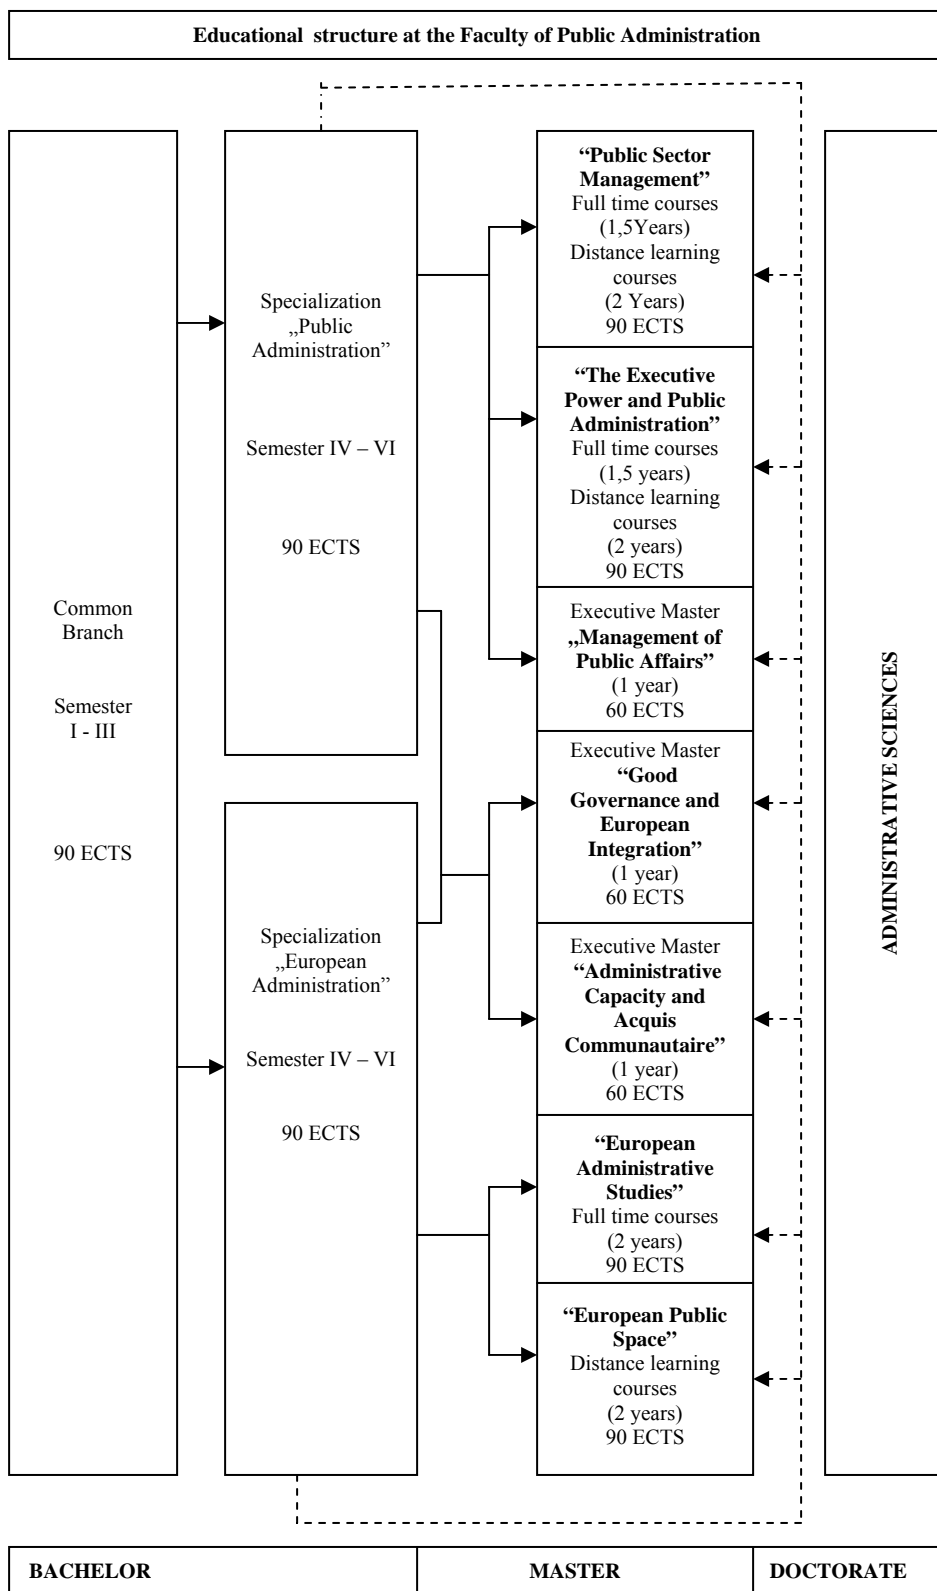 Educational structure at the Faculty of Public Administration
Common
Branch
Semester
I - III
90 ECTS
Specialization
„Public
Administration”
Semester IV – VI
90 ECTS
Specialization
„European
Administration”
Semester IV – VI
90 ECTS
“Public Sector
Management”
Full time courses
(1,5Years)
Distance learning
courses
(2 Years)
90 ECTS
“The Executive
Power and Public
Administration”
Full time courses
(1,5 years)
Distance learning
courses
(2 years)
90 ECTS
Executive Master
„Management of
Public Affairs”
(1 year)
60 ECTS
Executive Master
“Good
Governance and
European
Integration”
(1 year)
60 ECTS
Executive Master
“Administrative
Capacity and
Acquis
Communautaire”
(1 year)
60 ECTS
“European
Administrative
Studies”
Full time courses
(2 years)
90 ECTS
“European Public
Space”
Distance learning
courses
(2 years)
90 ECTS
ADMINISTRATIVE SCIENCES
BACHELOR
MASTER
DOCTORATE